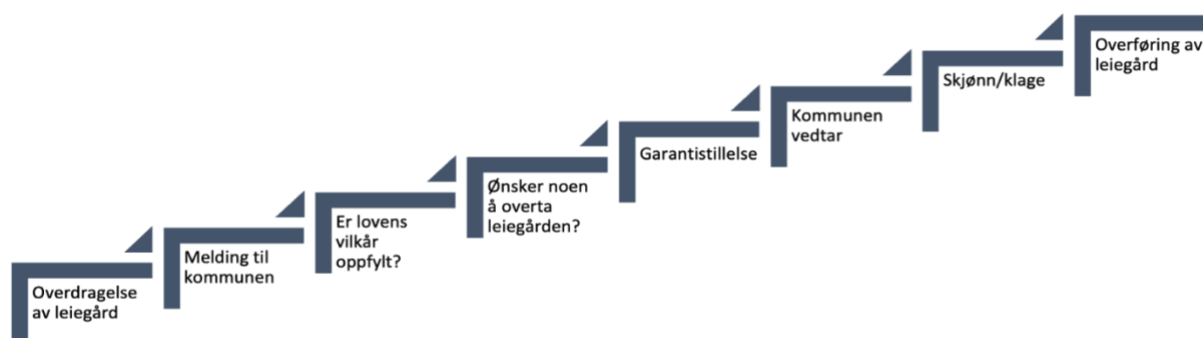 Overdragelse
av leiegård
Melding til
kommunen
Er lovens
vilkår
oppfylt?
Ønsker noen
å overta
leiegården?
Garantistillelse
Kommunen
vedtar
Skjønn/klage
Overføring av
leiegård